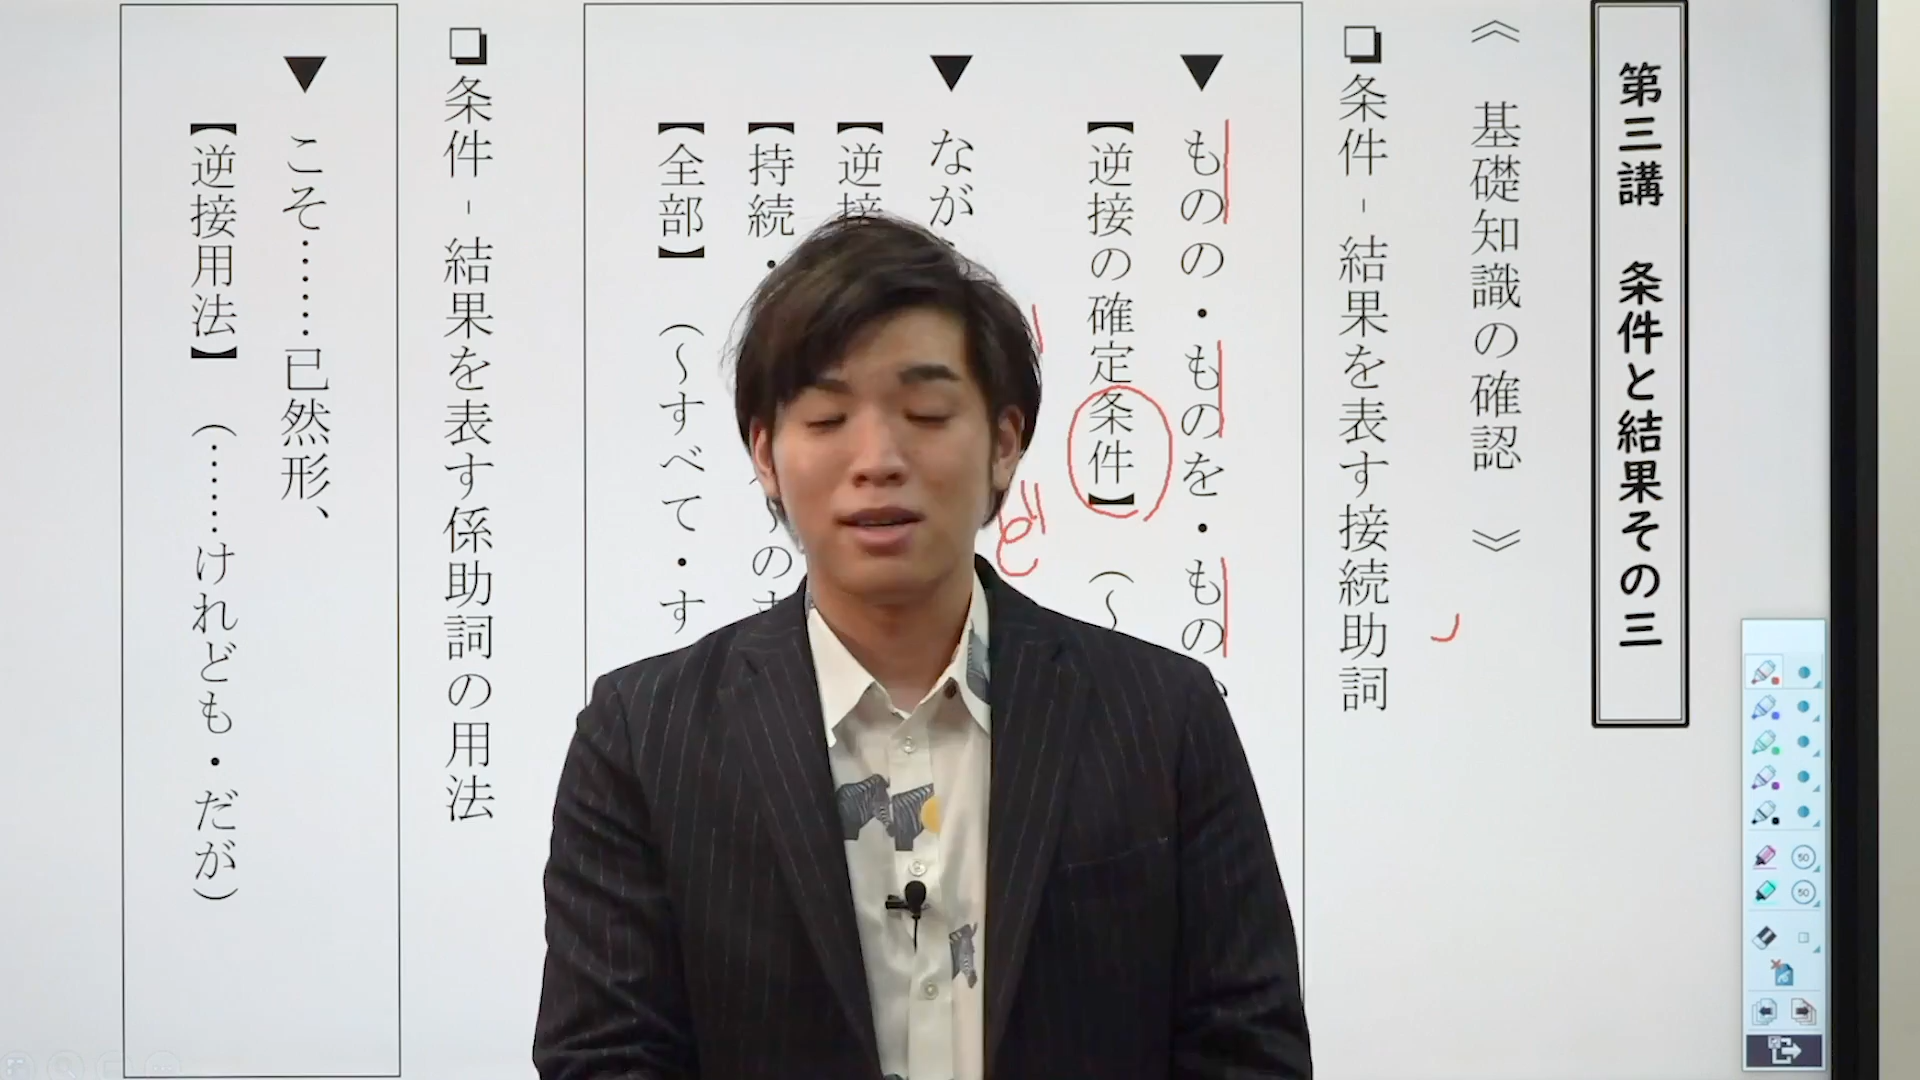 第三講 条件と結果その三
《 基礎知識の確認 》
❏条件-結果を表す接続助詞
▼ ものの・ものを・もの
【逆接の確定条件】 (～
▼ なが
ど
【逆接
【持続・
【全部】 (～すべて・す
❏条件-結果を表す係助詞の用法
▼ こそ……已然形、
【逆接用法】 (……けれども・だが)
50
50